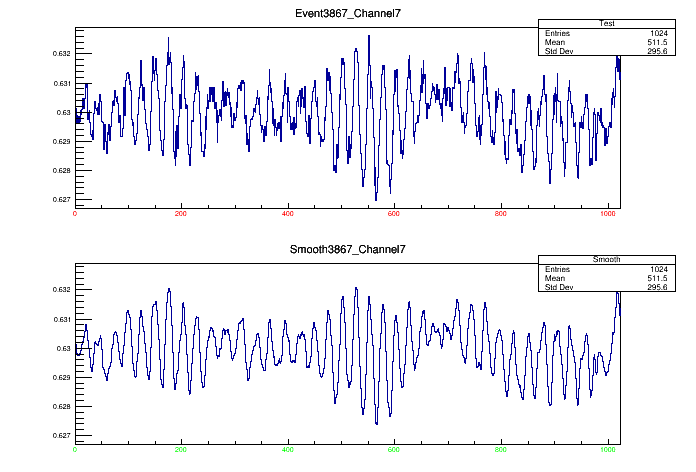 Event3867_Channel7
Test
Entries 1024
Mean 511.5
Std Dev 295.6
0.632
0.631
0.63
0.629
0.628
0.627
0 200 400 600 800 1000
Smooth3867_Channel7
Smooth
Entries 1024
Mean 511.5
Std Dev 295.6
0.632
0.631
0.63
0.629
0.628
0.627
0 200 400 600 800 1000